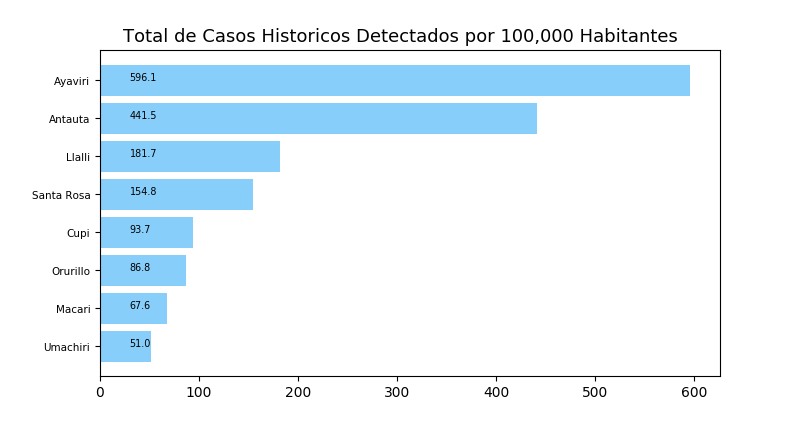 Total de Casos Historicos Detectados por 100,000 Habitantes
Ayaviri 596.1
Antauta 441.5
Llalli 181.7
Santa Rosa 154.8
Cupi 93.7
Orurillo 86.8
Macari 67.6
Umachiri 51.0
0 100 200 300 400 500 600